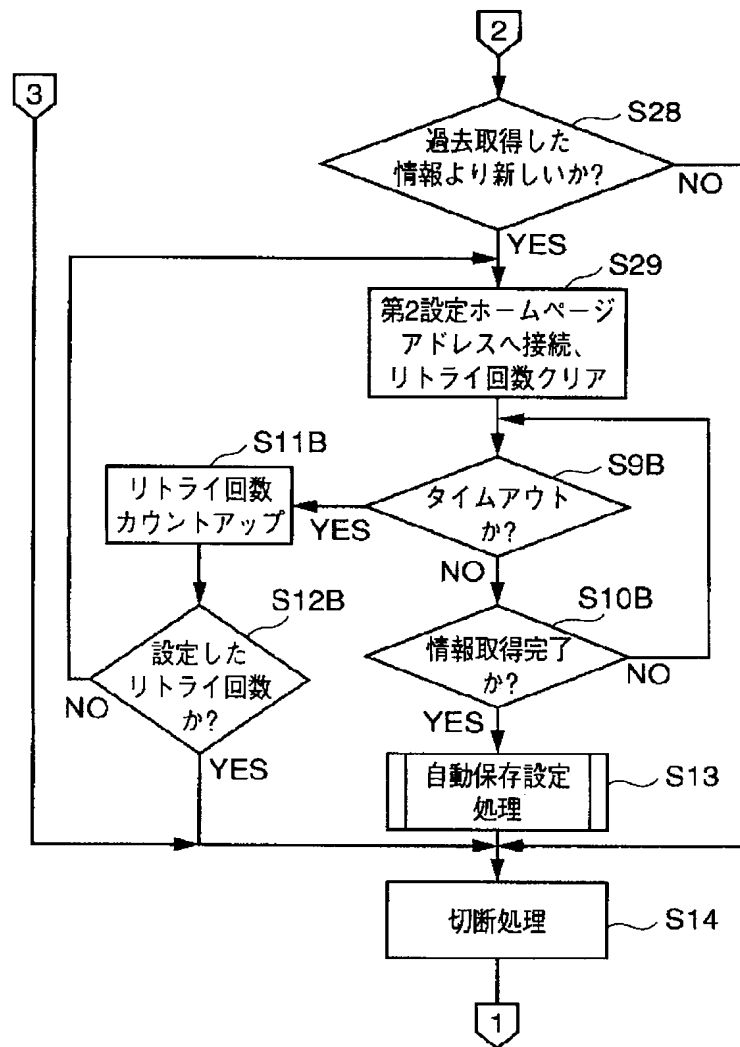 2
3
S28
過去取得した
情報より新しいか?
NO
YES
S29
第2設定ホームページ
アドレスへ接続、
リトライ回数クリア
S11B
リトライ回数
カウントアップ
S9B
タイムアウト
か?
YES
NO
S12B
設定した
リトライ回数
か?
NO
YES
S10B
情報取得完了
か?
NO
YES
自動保存設定
処理
S13
切断処理
S14
1